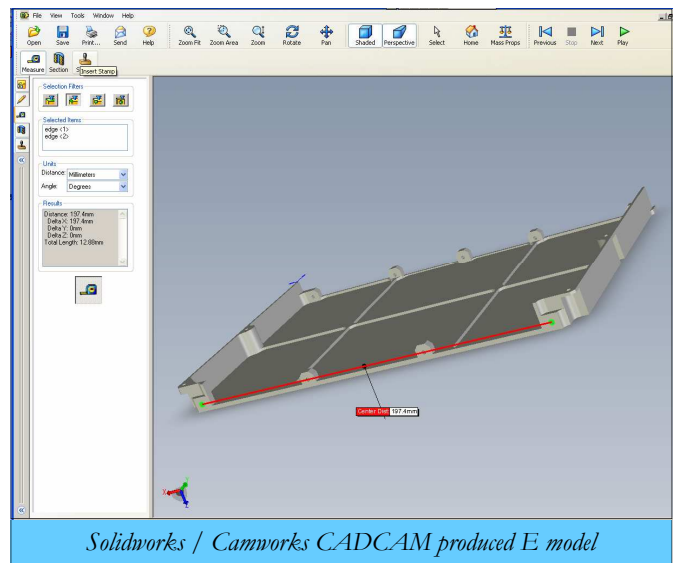 File View Tools Window Help
Open Save Print... Send Help Zoom Fit Zoom Area Zoom Rotate Pan Shaded Perspective Select Home Mass Props Previous Stop Next Play
Measure Section
Insert Stamp
Selection Filters
Selected Items
edge <1>
edge <2>
Units
Distance: Millimeters
Angle: Degrees
Results
Distance: 197.4mm
Delta X: 197.4mm
Delta Y: 0mm
Delta Z: 0mm
Total Length: 12.88mm
Center Dist 197.4mm
X
Y
Z
Solidworks / Camworks CADCAM produced E model